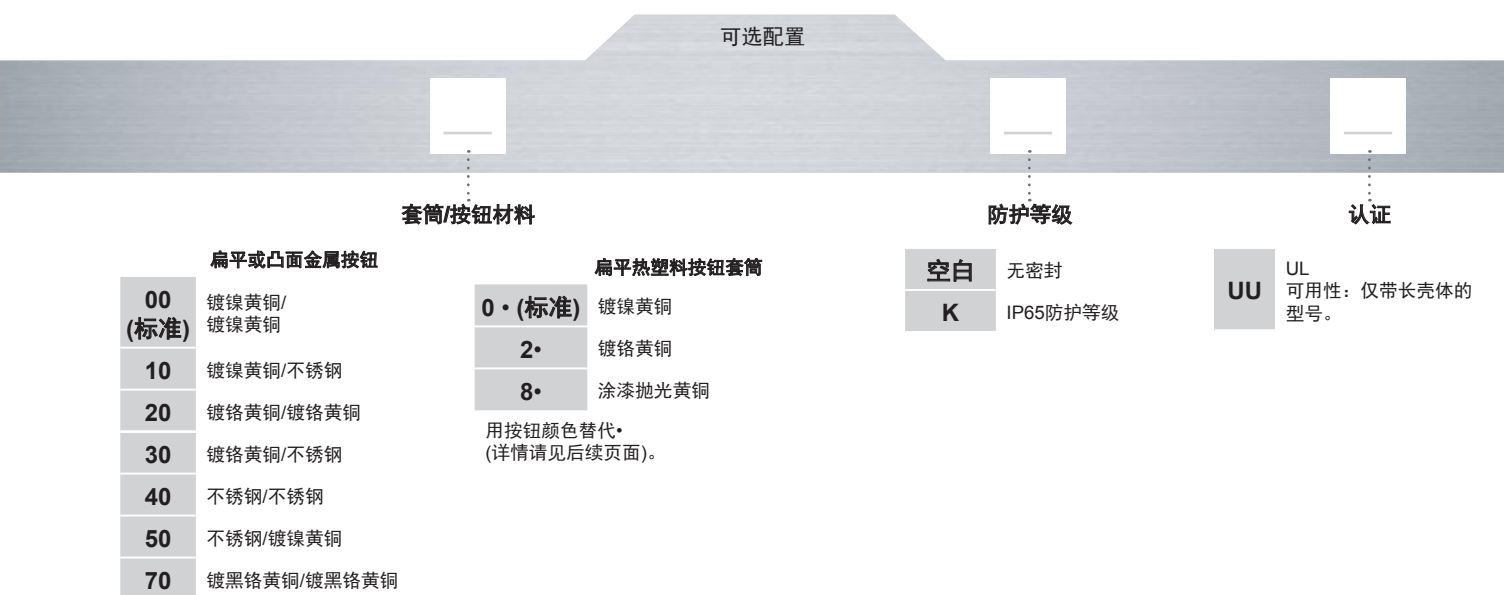 可选配置
套筒/按钮材料
扁平或凸面金属按钮
00
(标准)
镀镍黄铜/
镀镍黄铜
10 镀镍黄铜/不锈钢
20 镀铬黄铜/镀铬黄铜
30 镀铬黄铜/不锈钢
40 不锈钢/不锈钢
50 不锈钢/镀镍黄铜
70 镀黑铬黄铜/镀黑铬黄铜
扁平热塑料按钮套筒
0•(标准) 镀镍黄铜
2• 镀铬黄铜
8• 涂漆抛光黄铜
用按钮颜色替代•
(详情请见后续页面)。
防护等级
空白 无密封
K IP65防护等级
认证
UU
UL
可用性：仅带长壳体的
型号。